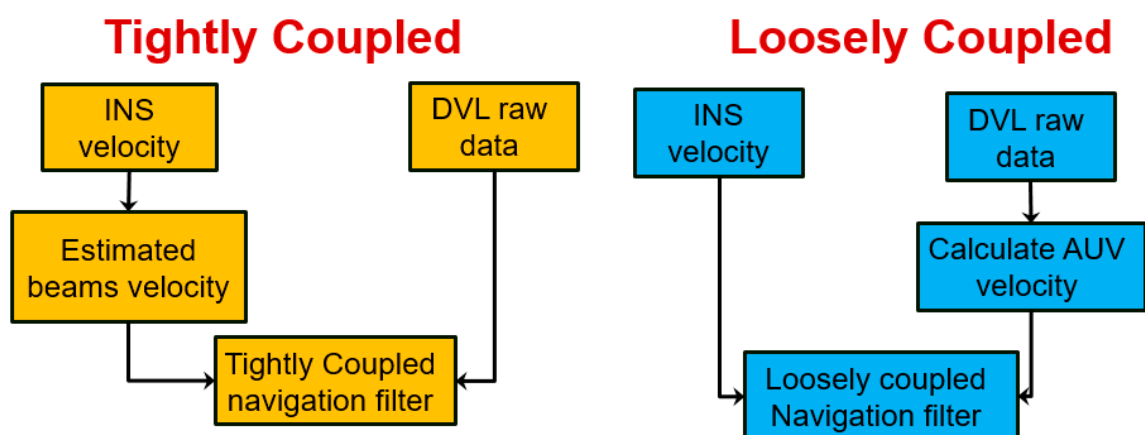 Tightly Coupled
INS
velocity
DVL raw
data
Estimated
beams velocity
Tightly Coupled
navigation filter
Loosely Coupled
INS
velocity
DVL raw
data
Calculate AUV
velocity
Loosely coupled
Navigation filter